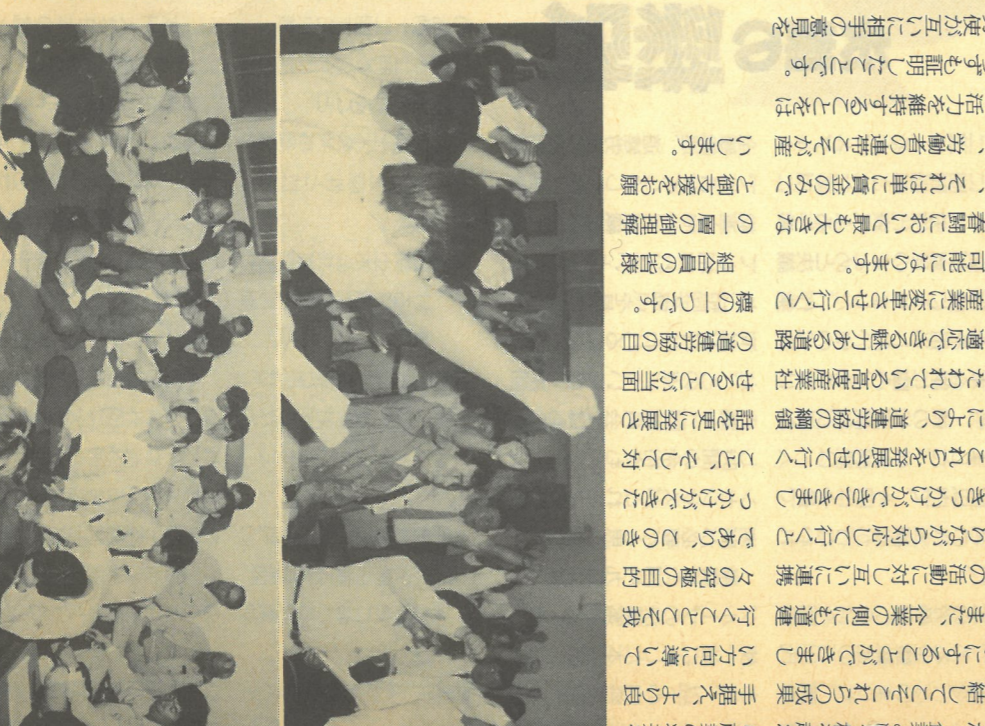 結してこそこれらの成果
にすることができまし
また、企業の側にも道建
の活動に対し互いに連携
りながら対応して行くと
きっかけができてきまし
これらを発展させて行く
により、道建労協の綱領
たわれている高度産業社
適応できる魅力ある道路
産業に変革させて行くこ
可能になります。
春闘において最も大きな
、それは単に賃金のみで
、労働者の連帯こそが産
活力を維持することをは
ずも証明したことです。
使が互いに相手の意見を
手据え、より良
い方向に導いて
行くことこそ我
々の究極の目的
であり、このき
っかけができた
こと、そして対
話を更に発展さ
せることが当面
の道建労協の目
標の一つです。
組合員の皆様
の一層の御理解
と御支援をお願
いします。